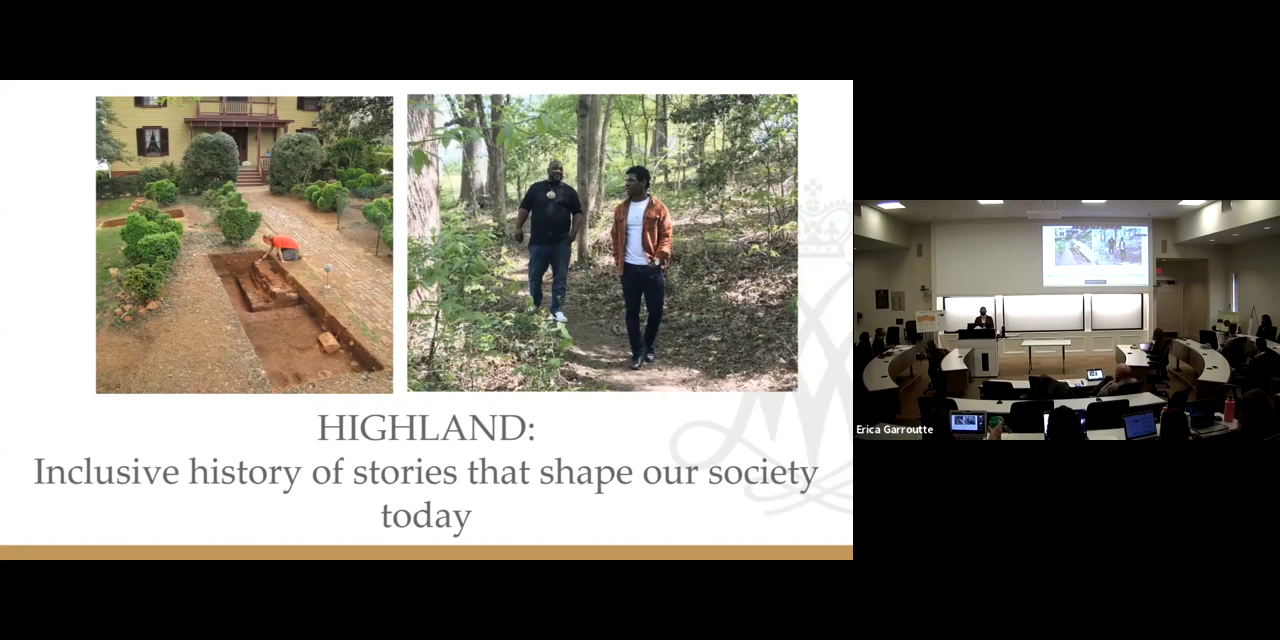 HIGHLAND:
Inclusive history of stories that shape our society
today
Erica Garroutte